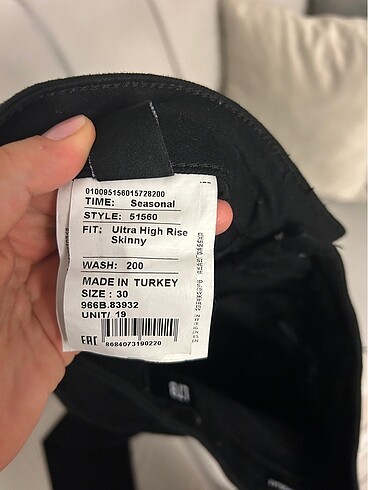 010095156015728200
TIME: Seasonal
STYLE: 51560
FIT: Ultra High Rise
Skinny
WASH: 200
MADE IN TURKEY
SIZE : 30
966B.83932
UNIT/ 19
EAC
8684073190220